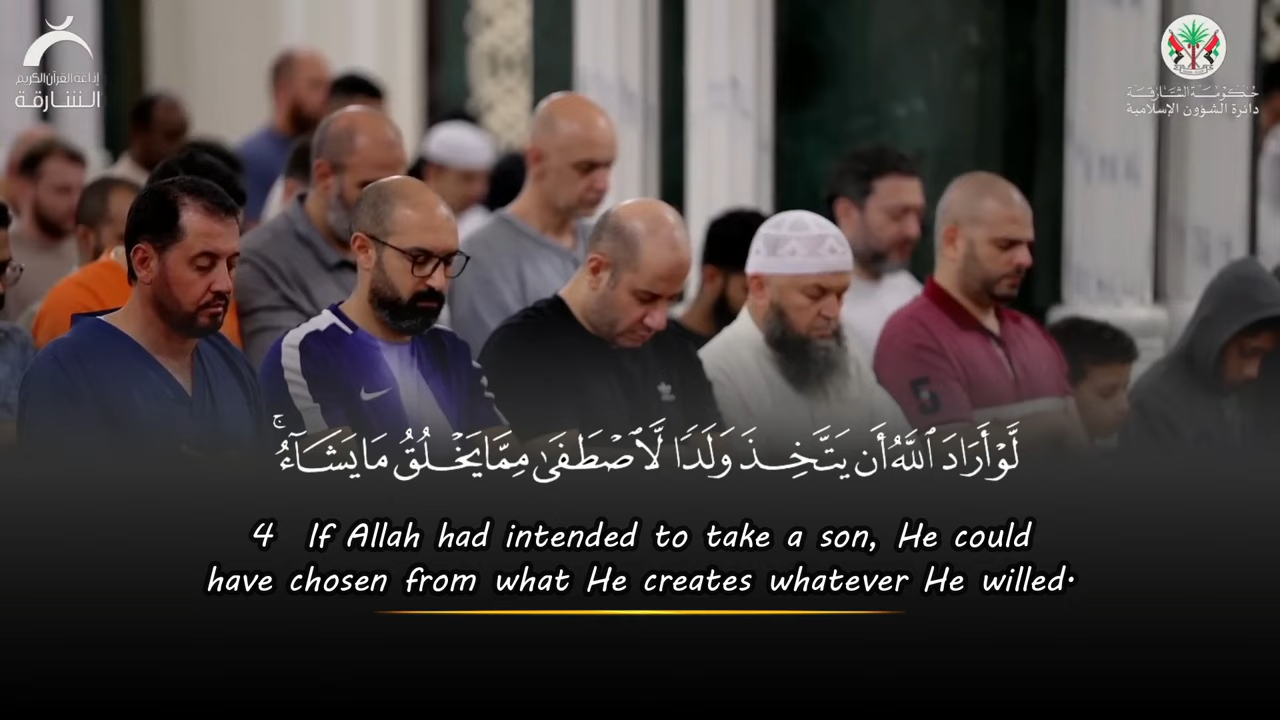 إذاعة القرآن الكريم
الشارقة
حكومة الشارقة
دائرة الشؤون الإسلامية
لَّوْ أَرَادَ ٱللَّهُ أَن يَتَّخِذَ وَلَدًا لَّٱصْطَفَىٰ مِمَّا يَخْلُقُ مَا يَشَآءُ ۚ
4 If Allah had intended to take a son, He could
have chosen from what He creates whatever He willed.